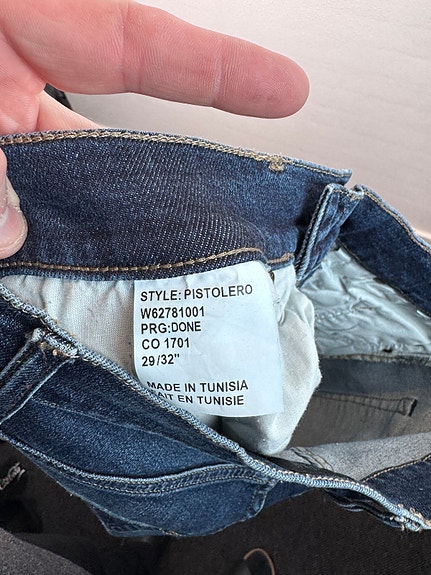 STYLE: PISTOLERO
W62781001
PRG:DONE
CO 1701
29/32"
MADE IN TUNISIA
FAIT EN TUNISIE